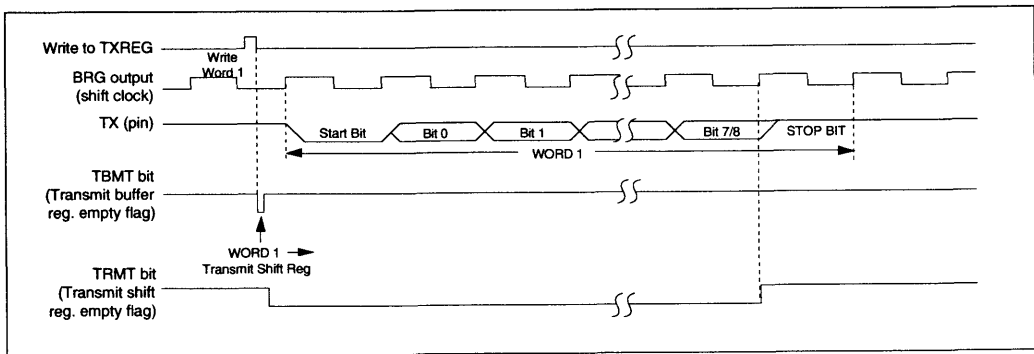 Write to TXREG
Write
Word 1
BRG output
(shift clock)
TX (pin)
Start Bit
Bit 0
Bit 1
Bit 7/8
STOP BIT
WORD 1
TBMT bit
(Transmit buffer
reg. empty flag)
WORD 1
Transmit Shift Reg
TRMT bit
(Transmit shift
reg. empty flag)